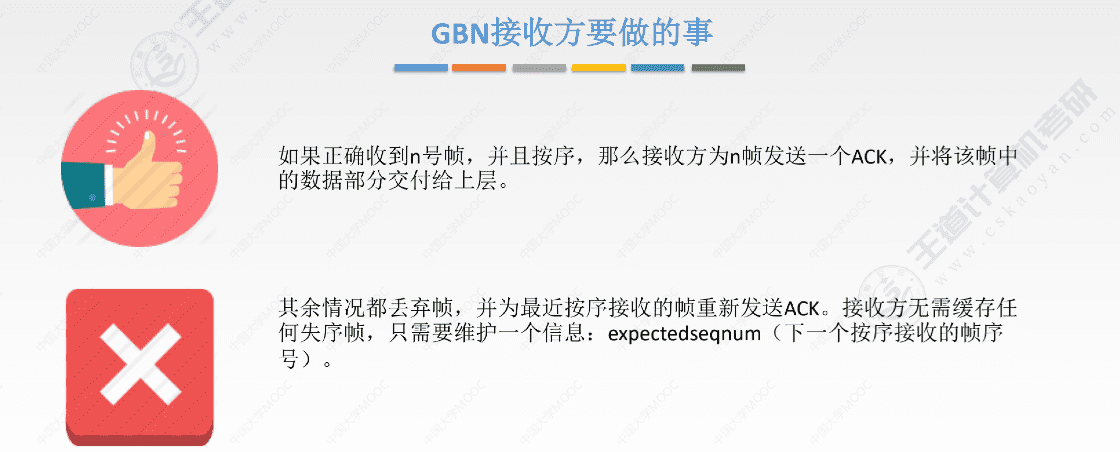 GBN接收方要做的事
如果正确收到n号帧，并且按序，那么接收方为n帧发送一个ACK，并将该帧中
的数据部分交付给上层。
其余情况都丢弃帧，并为最近按序接收的帧重新发送ACK。接收方无需缓存任
何失序帧，只需要维护一个信息：expectedseqnum（下一个按序接收的帧序
号）。
王道计算机考研
www.cskaoyan.com
中国大学MOOC